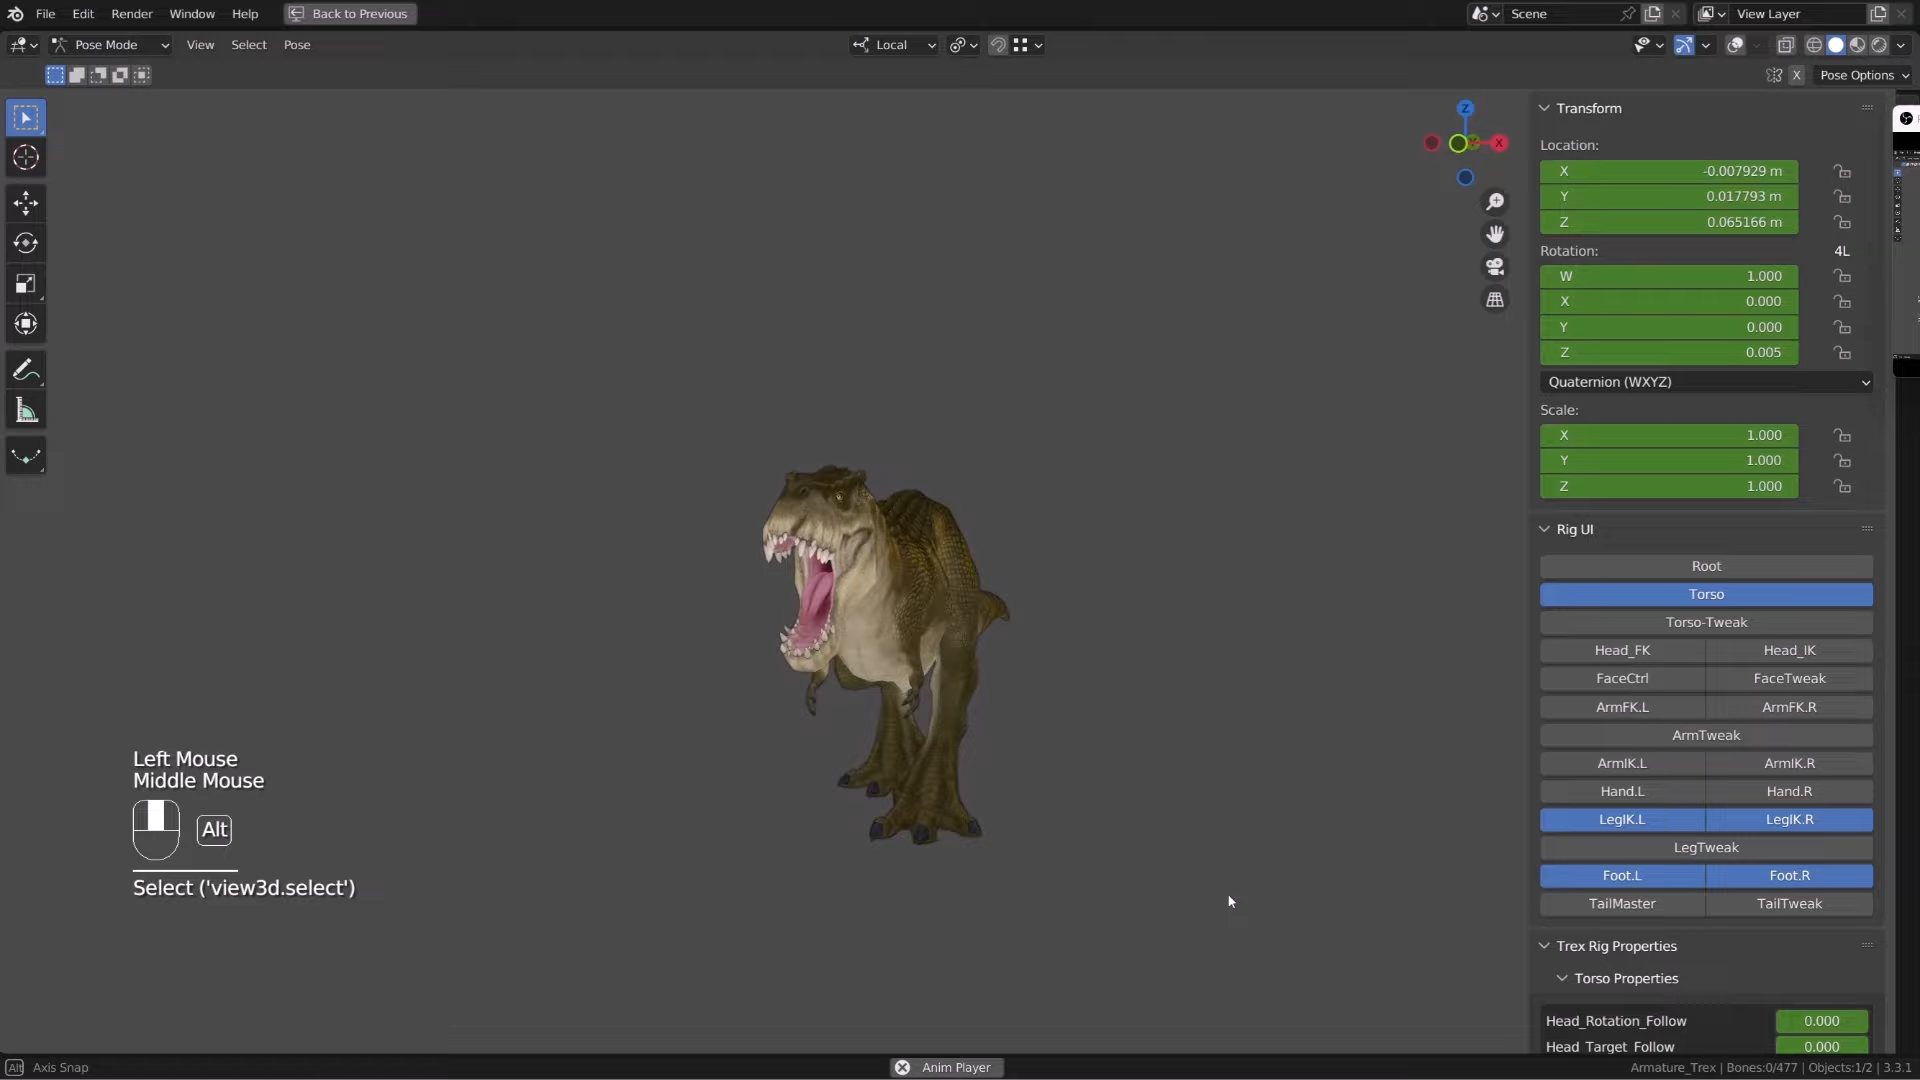 File Edit Render Window Help Back to Previous Scene View Layer
Pose Mode View Select Pose Local
X Pose Options
Transform
Z
X
Location:
X -0.007929 m
Y 0.017793 m
Z 0.065166 m
Rotation: 4L
W 1.000
X 0.000
Y 0.000
Z 0.005
Quaternion (WXYZ)
Scale:
X 1.000
Y 1.000
Z 1.000
Rig UI
Root
Torso
Torso-Tweak
Head_FK Head_IK
FaceCtrl FaceTweak
ArmFK.L ArmFK.R
ArmTweak
ArmIK.L ArmIK.R
Hand.L Hand.R
LegIK.L LegIK.R
LegTweak
Foot.L Foot.R
TailMaster TailTweak
Trex Rig Properties
Torso Properties
Head_Rotation_Follow 0.000
Head_Target_Follow 0.000
Left Mouse
Middle Mouse
Alt
Select ('view3d.select')
Alt Axis Snap Anim Player Armature_Trex | Bones:0/477 | Objects:1/2 | 3.3.1